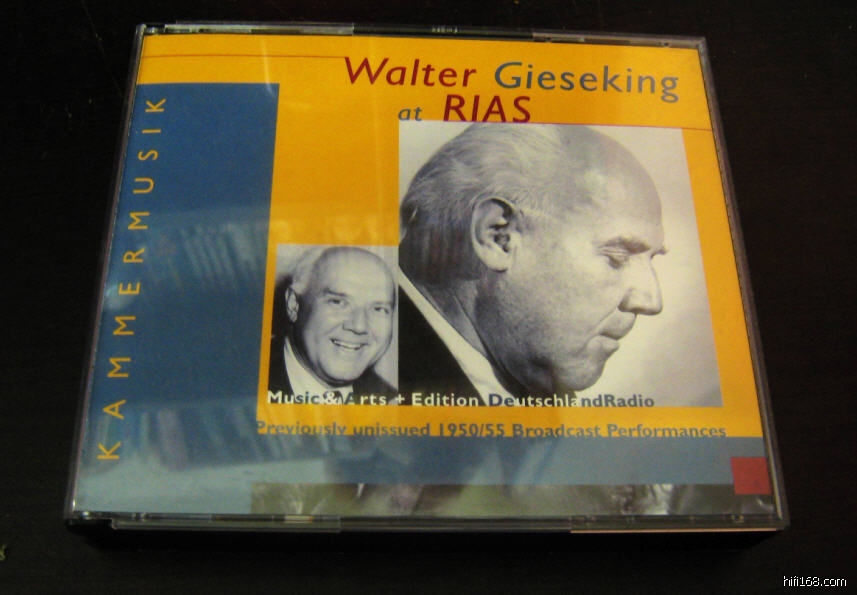 Walter Gieseking
at RIAS
KAMMERMUSIK
Music & Arts + Edition DeutschlandRadio
Previously unissued 1950/55 Broadcast Performances
hifi168.com